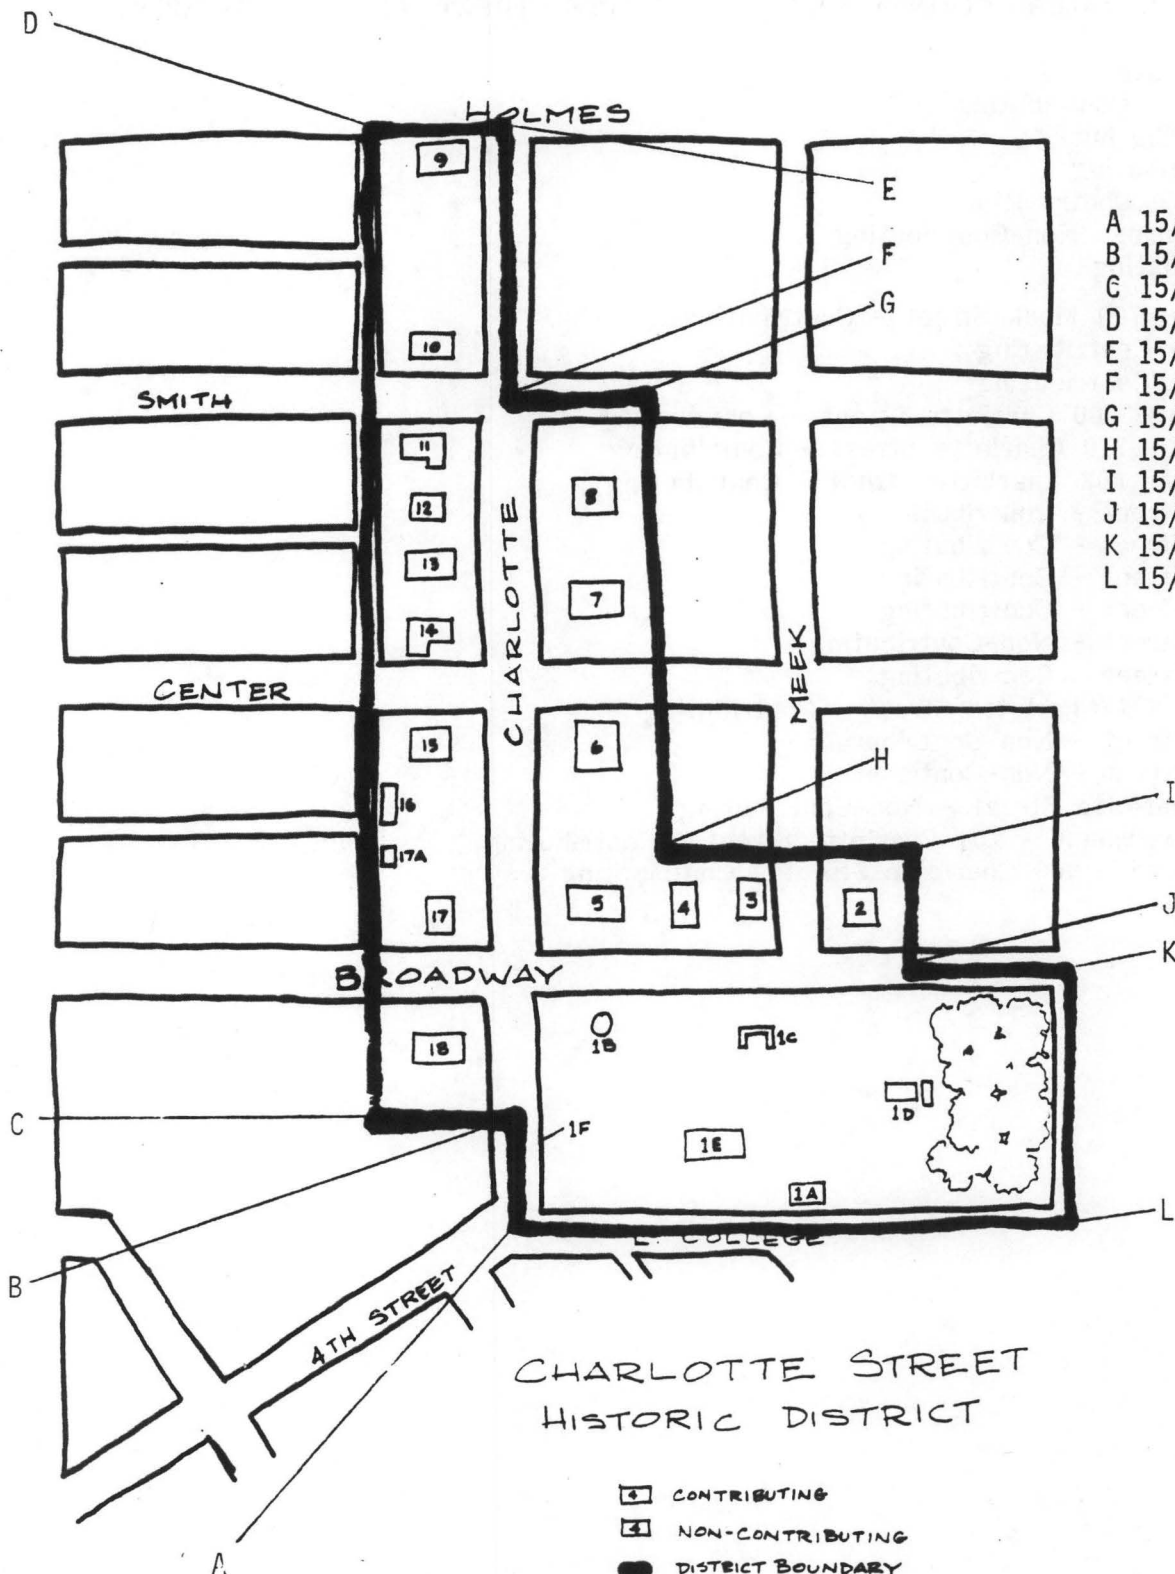 D
HOLMES
9
E
F
G
A 15/
B 15/
C 15/
D 15/
E 15/
F 15/
G 15/
H 15/
I 15/
J 15/
K 15/
L 15/
10
SMITH
11
12
13
14
CHARLOTTE
8
7
MEEK
CENTER
15
16
17A
17
6
H
I
5
4
3
2
J
K
BROADWAY
18
1B
1C
1D
1E
1F
1A
C
L
E. COLLEGE
B
4TH STREET
A
CHARLOTTE STREET
HISTORIC DISTRICT
4 CONTRIBUTING
4 NON-CONTRIBUTING
DISTRICT BOUNDARY